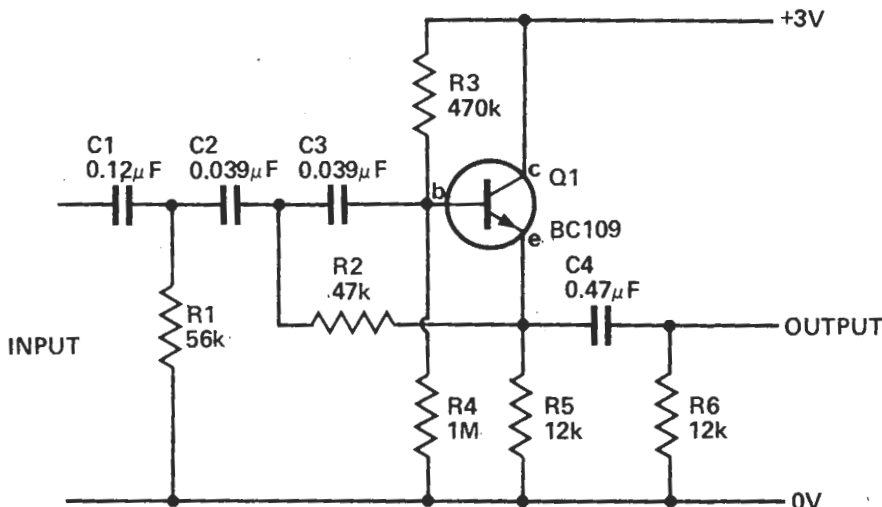 +3V
R3
470k
C1
0.12μF
C2
0.039μF
C3
0.039μF
b
c
Q1
e
BC109
R2
47k
C4
0.47μF
R1
56k
INPUT
OUTPUT
R4
1M
R5
12k
R6
12k
0V